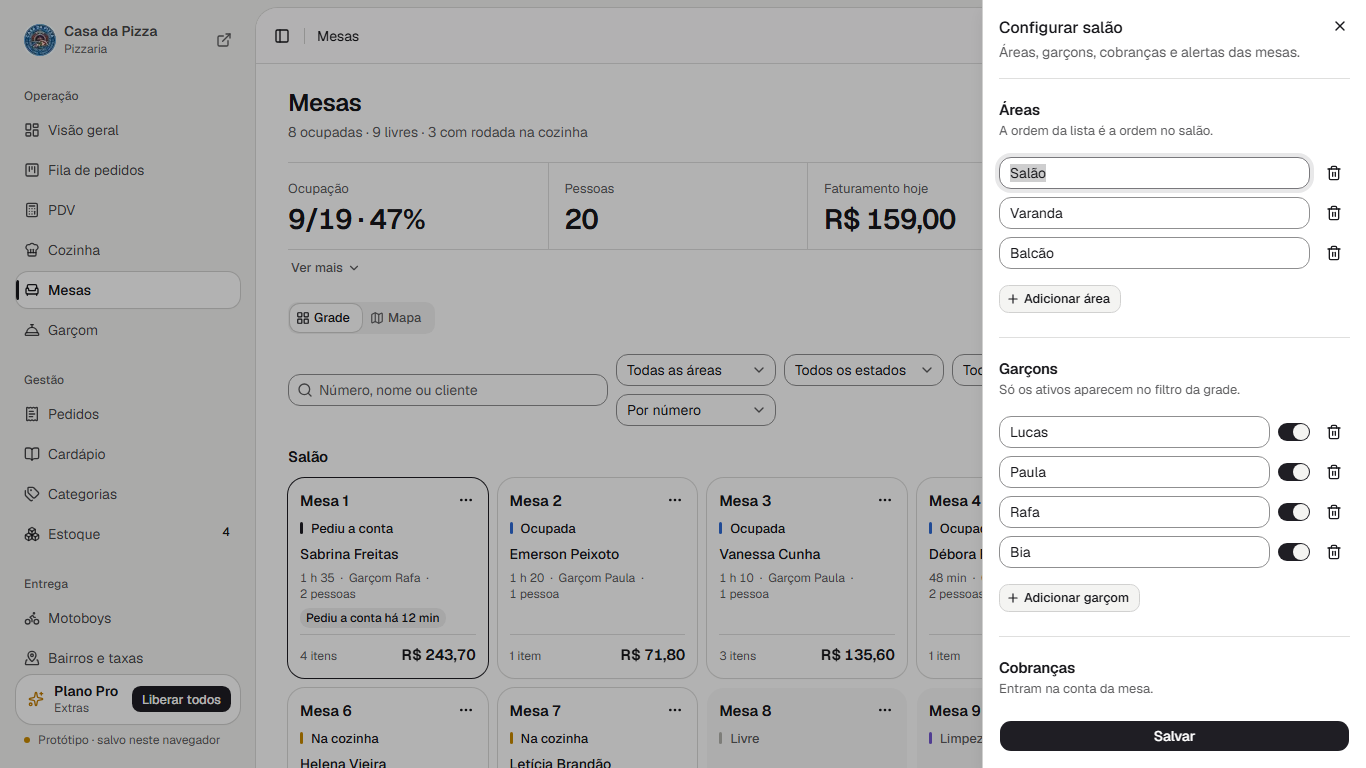 Casa da Pizza
Pizzaria
Operação
Visão geral
Fila de pedidos
PDV
Cozinha
Mesas
Garçom
Gestão
Pedidos
Cardápio
Categorias
Estoque 4
Entrega
Motoboys
Bairros e taxas
Plano Pro
Extras
Liberar todos
Protótipo · salvo neste navegador
Mesas
Mesas
8 ocupadas · 9 livres · 3 com rodada na cozinha
Ocupação
9/19 · 47%
Pessoas
20
Faturamento hoje
R$ 159,00
Ver mais
Grade
Mapa
Número, nome ou cliente
Todas as áreas
Todos os estados
Por número
Salão
Mesa 1
Pediu a conta
Sabrina Freitas
1 h 35 · Garçom Rafa ·
2 pessoas
Pediu a conta há 12 min
4 itens R$ 243,70
Mesa 2
Ocupada
Emerson Peixoto
1 h 20 · Garçom Paula ·
1 pessoa
1 item R$ 71,80
Mesa 3
Ocupada
Vanessa Cunha
1 h 10 · Garçom Paula ·
1 pessoa
3 itens R$ 135,60
Mesa 4
Débora
48 min ·
2 pessoas
1 item
Mesa 6
Na cozinha
Helena Vieira
Mesa 7
Na cozinha
Letícia Brandão
Mesa 8
Livre
Mesa 9
Configurar salão
Áreas, garçons, cobranças e alertas das mesas.
Áreas
A ordem da lista é a ordem no salão.
Salão
Varanda
Balcão
+ Adicionar área
Garçons
Só os ativos aparecem no filtro da grade.
Lucas
Paula
Rafa
Bia
+ Adicionar garçom
Cobranças
Entram na conta da mesa.
Salvar